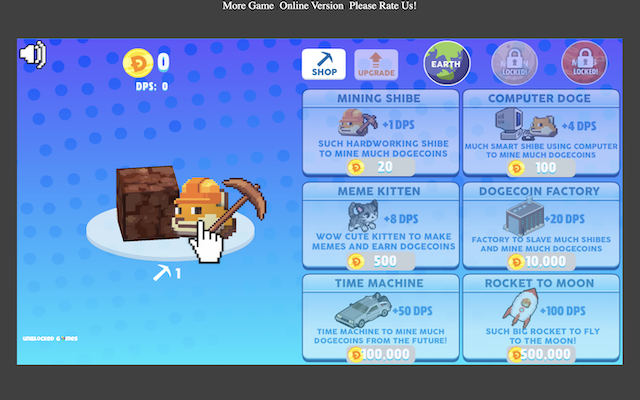 More Game Online Version Please Rate Us!
0
DPS: 0
SHOP
UPGRADE
EARTH
LOCKED!
LOCKED!
MINING SHIBE
+1 DPS
SUCH HARDWORKING SHIBE
TO MINE MUCH DOGECOINS
20
COMPUTER DOGE
+4 DPS
MUCH SMART SHIBE USING COMPUTER
TO MINE MUCH DOGECOINS
100
MEME KITTEN
+8 DPS
WOW CUTE KITTEN TO MAKE
MEMES AND EARN DOGECOINS
500
DOGECOIN FACTORY
+20 DPS
FACTORY TO SLAVE MUCH SHIBES
AND MINE MUCH DOGECOINS
10,000
TIME MACHINE
+50 DPS
TIME MACHINE TO MINE MUCH
DOGECOINS FROM THE FUTURE!
100,000
ROCKET TO MOON
+100 DPS
SUCH BIG ROCKET TO FLY
TO THE MOON!
500,000
1
UNBLOCKED GAMES